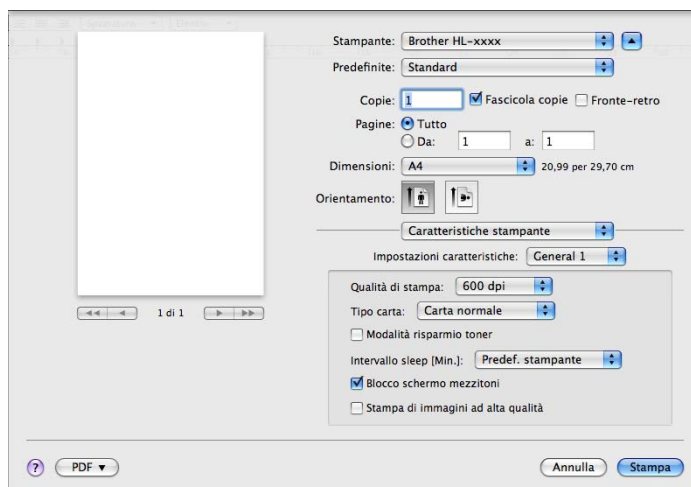 Stampante: Brother HL-xxxx
Predefinite: Standard
Copie: 1 Fascicola copie Fronte-retro
Pagine: Tutto
Da: 1 a: 1
Dimensioni: A4 20,99 per 29,70 cm
Orientamento:
Caratteristiche stampante
Impostazioni caratteristiche: General 1
Qualità di stampa: 600 dpi
Tipo carta: Carta normale
Modalità risparmio toner
Intervallo sleep [Min.]: Predef. stampante
Blocco schermo mezzitoni
Stampa di immagini ad alta qualità
1 di 1
? PDF Annulla Stampa